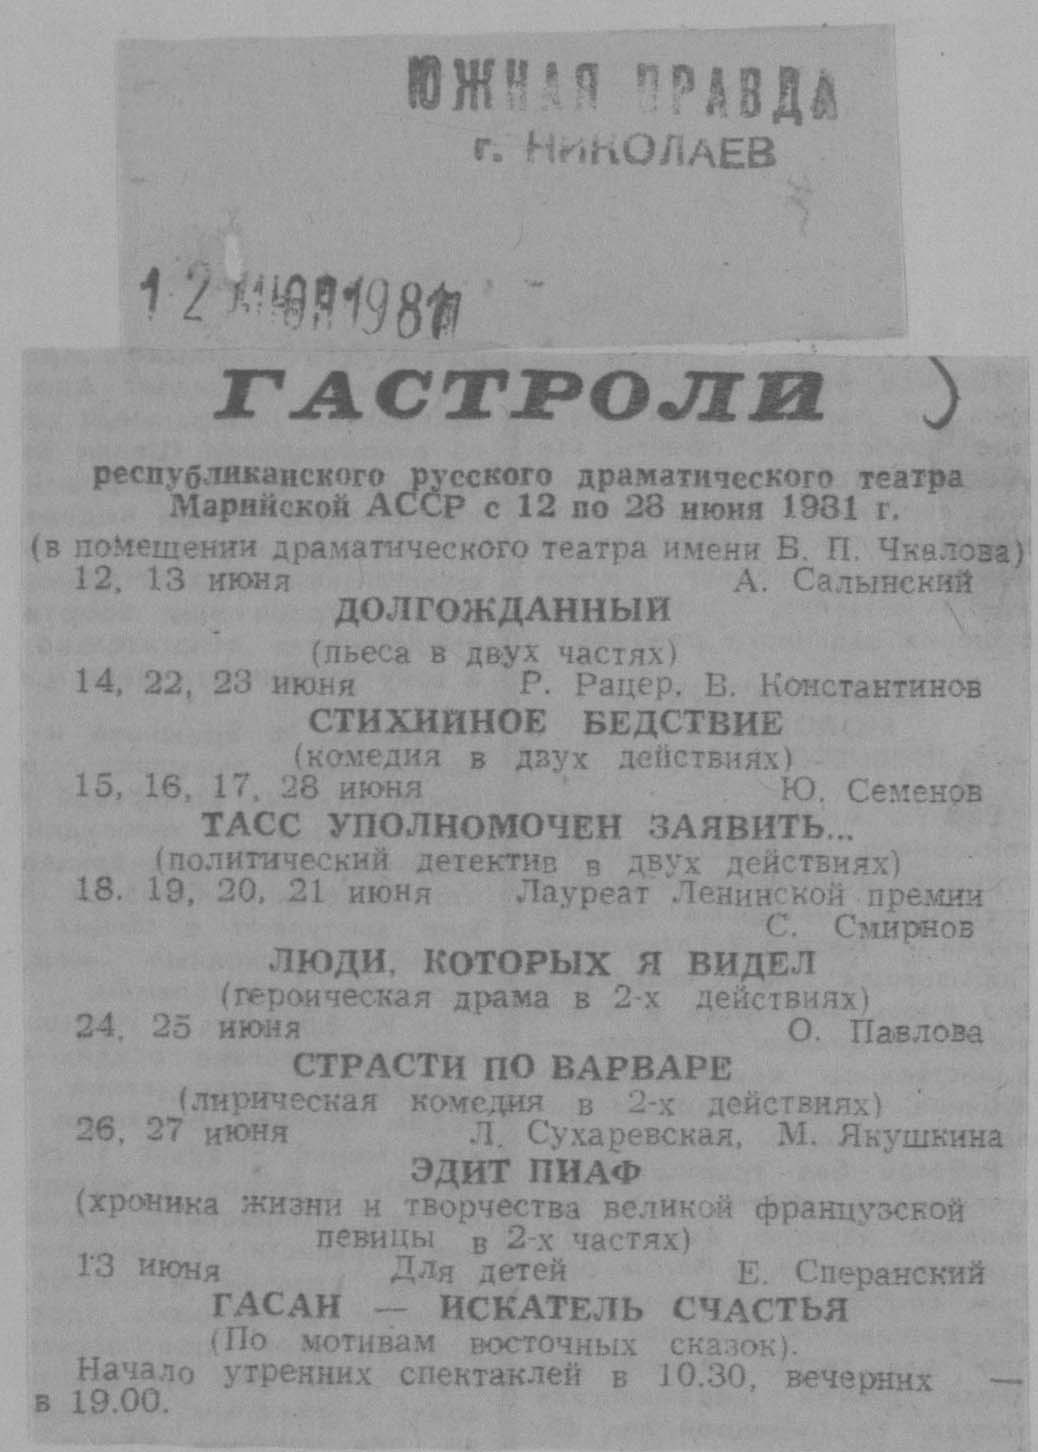 ЮЖНАЯ ПРАВДА
г. НИКОЛАЕВ
12 1981
ГАСТРОЛИ
республиканского русского драматического театра
Марийской АССР с 12 по 28 июня 1981 г.
(в помещении драматического театра имени В. П. Чкалова)
12, 13 июня А. Салынский
ДОЛГОЖДАННЫЙ
(пьеса в двух частях)
14, 22, 23 июня Р. Рацер, В. Константинов
СТИХИЙНОЕ БЕДСТВИЕ
(комедия в двух действиях)
15, 16, 17, 28 июня Ю. Семенов
ТАСС УПОЛНОМОЧЕН ЗАЯВИТЬ...
(политический детектив в двух действиях)
18. 19, 20, 21 июня Лауреат Ленинской премии
С. Смирнов
ЛЮДИ, КОТОРЫХ Я ВИДЕЛ
(героическая драма в 2-х действиях)
24, 25 июня О. Павлова
СТРАСТИ ПО ВАРВАРЕ
(лирическая комедия в 2-х действиях)
26, 27 июня Л. Сухаревская, М. Якушкина
ЭДИТ ПИАФ
(хроника жизни и творчества великой французской
певицы в 2-х частях)
13 июня Для детей Е. Сперанский
ГАСАН — ИСКАТЕЛЬ СЧАСТЬЯ
(По мотивам восточных сказок).
Начало утренних спектаклей в 10.30, вечерних —
в 19.00.